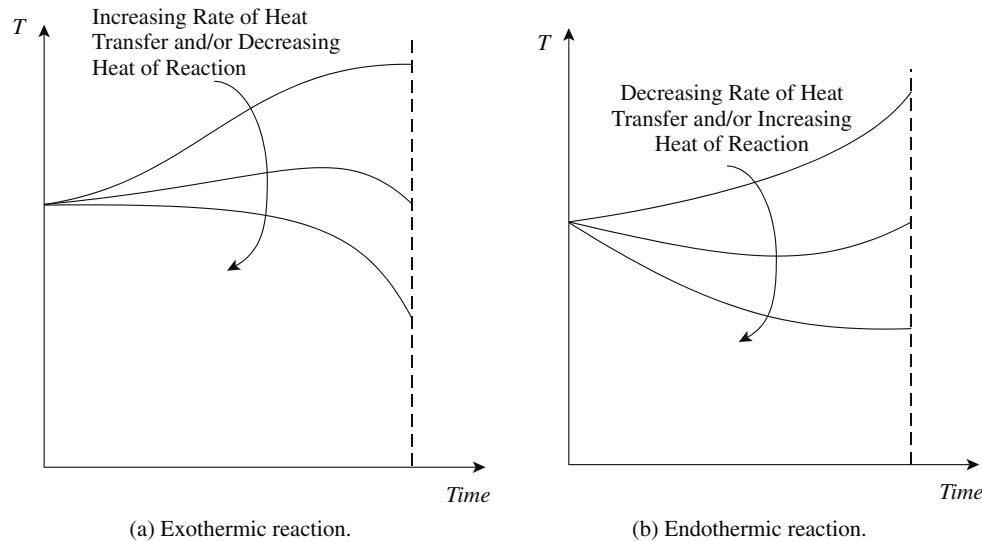 T
Increasing Rate of Heat
Transfer and/or Decreasing
Heat of Reaction
Time
(a) Exothermic reaction.
T
Decreasing Rate of Heat
Transfer and/or Increasing
Heat of Reaction
Time
(b) Endothermic reaction.